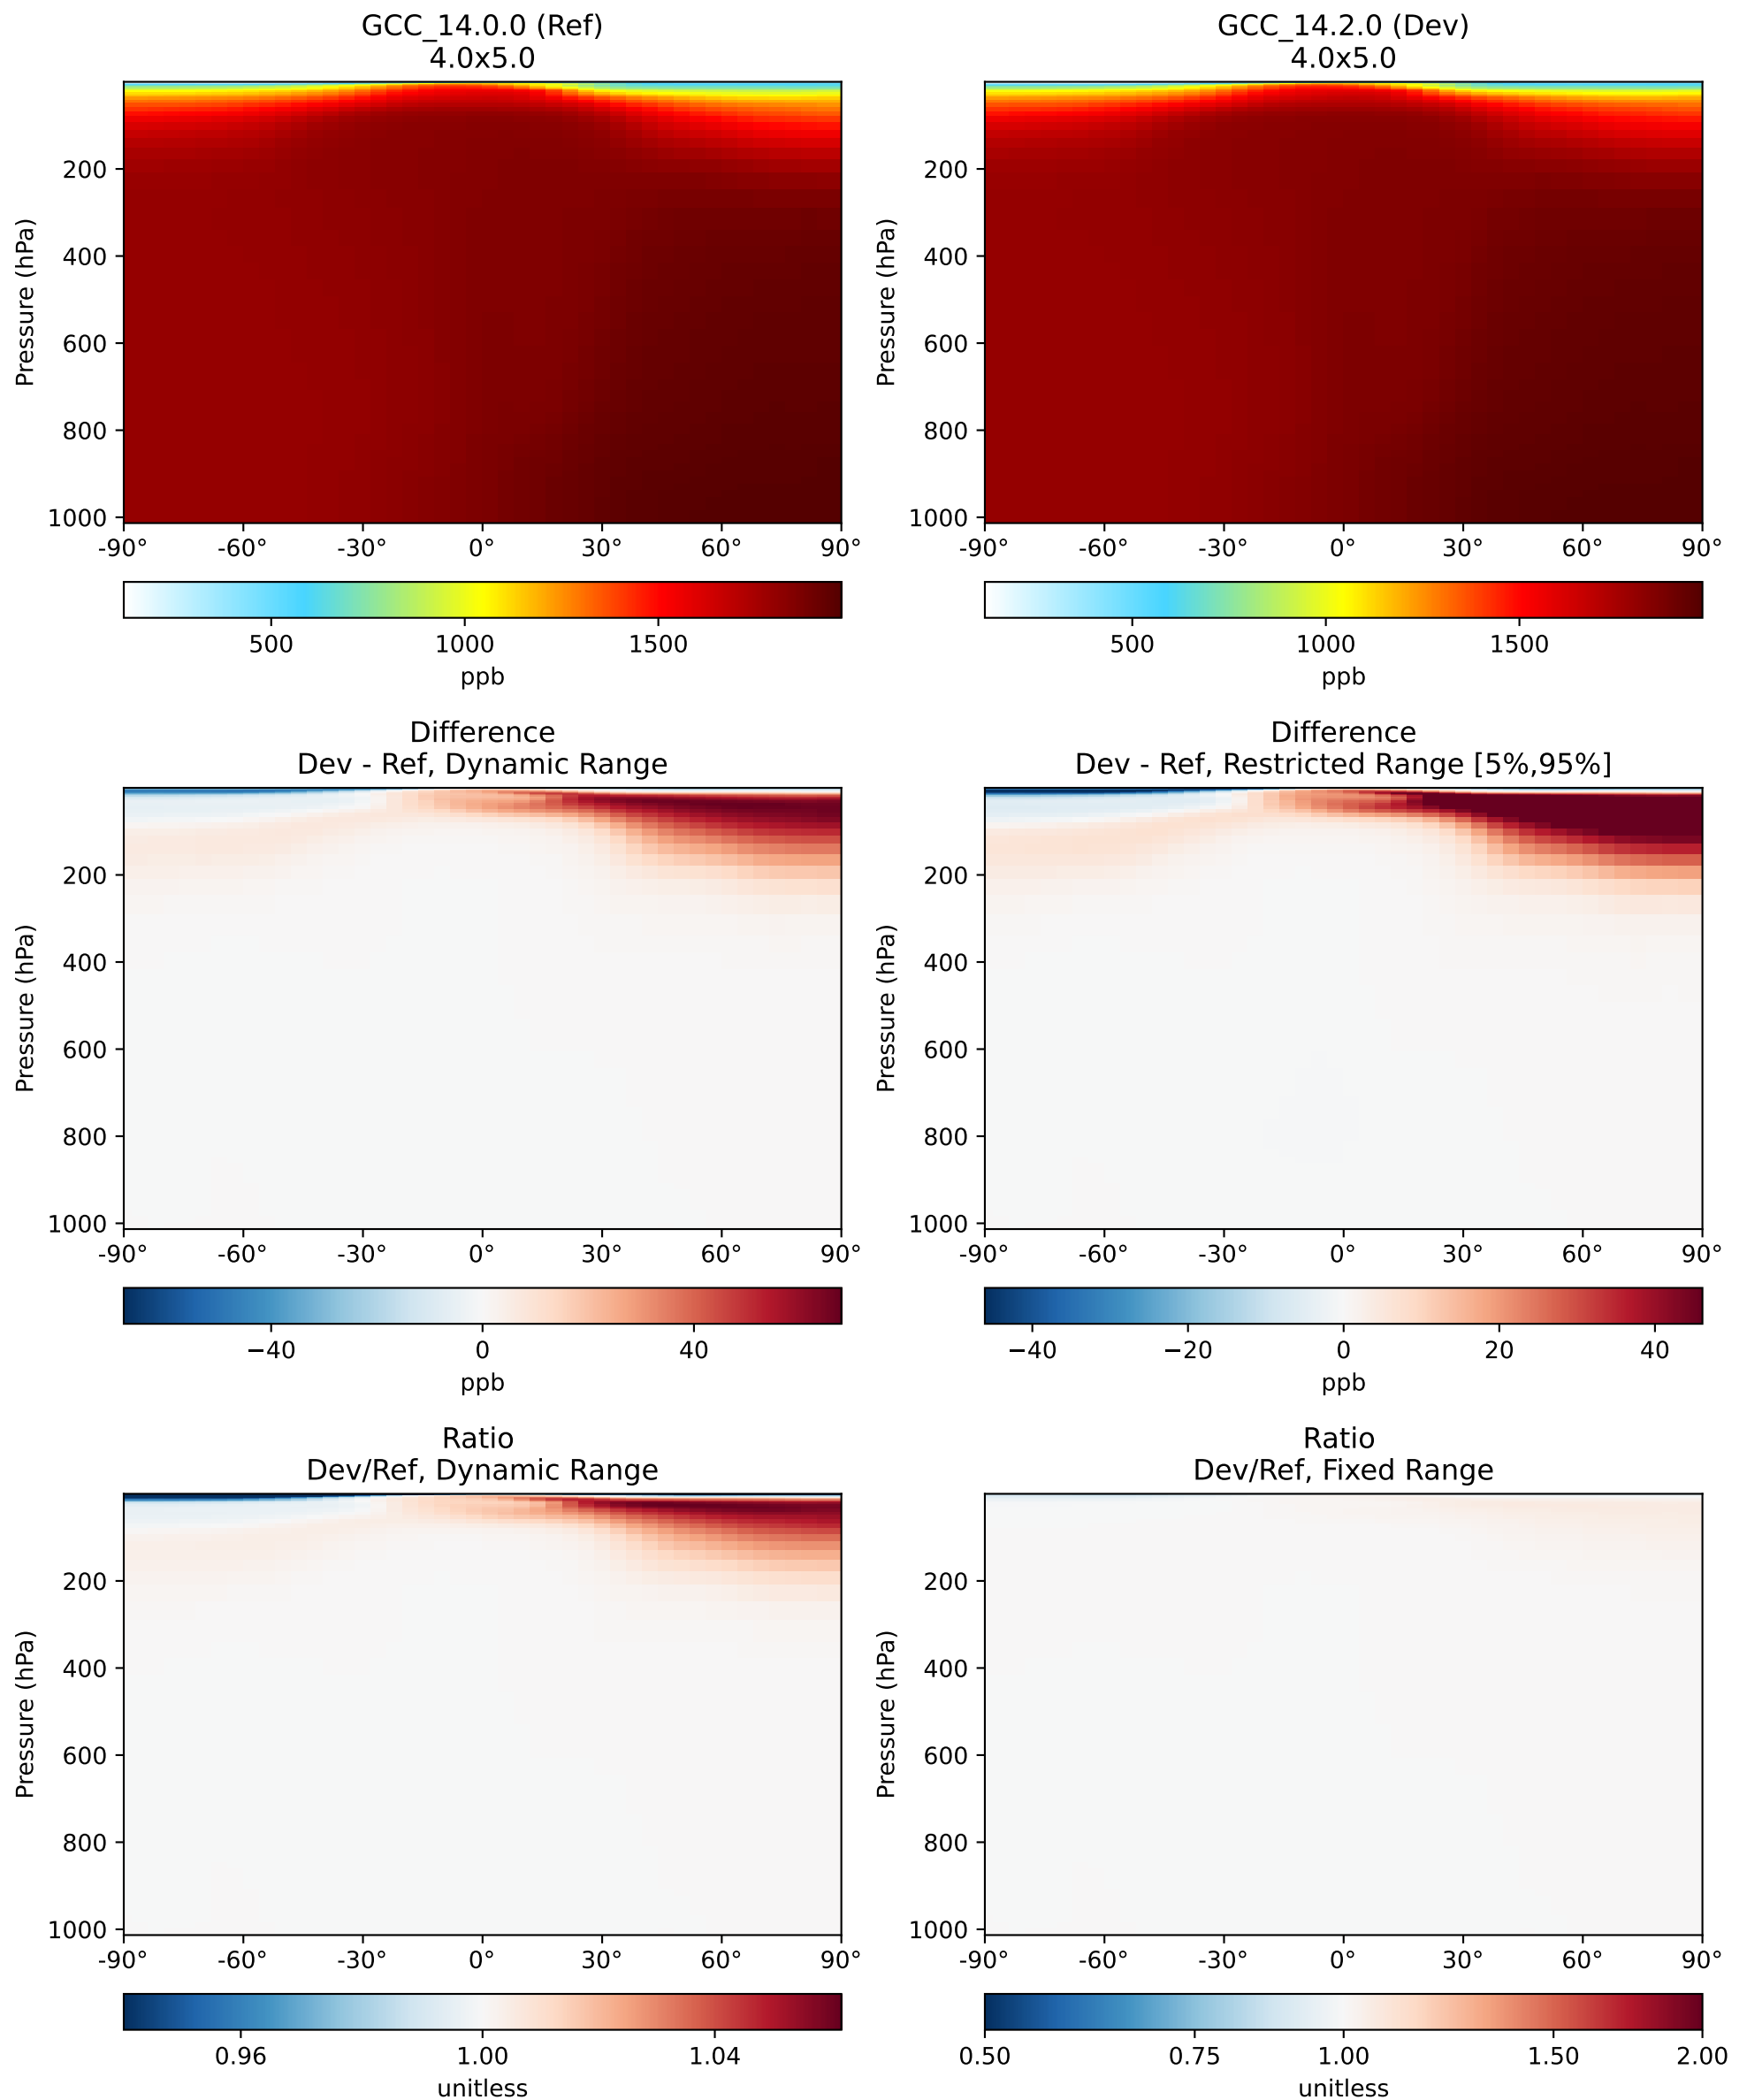 GCC_14.0.0 (Ref)
4.0x5.0
Pressure (hPa)
200
400
600
800
1000
-90° -60° -30° 0° 30° 60° 90°
500 1000 1500
ppb
GCC_14.2.0 (Dev)
4.0x5.0
Pressure (hPa)
200
400
600
800
1000
-90° -60° -30° 0° 30° 60° 90°
500 1000 1500
ppb
Difference
Dev - Ref, Dynamic Range
Pressure (hPa)
200
400
600
800
1000
-90° -60° -30° 0° 30° 60° 90°
−40 0 40
ppb
Difference
Dev - Ref, Restricted Range [5%,95%]
Pressure (hPa)
200
400
600
800
1000
-90° -60° -30° 0° 30° 60° 90°
−40 −20 0 20 40
ppb
Ratio
Dev/Ref, Dynamic Range
Pressure (hPa)
200
400
600
800
1000
-90° -60° -30° 0° 30° 60° 90°
0.96 1.00 1.04
unitless
Ratio
Dev/Ref, Fixed Range
Pressure (hPa)
200
400
600
800
1000
-90° -60° -30° 0° 30° 60° 90°
0.50 0.75 1.00 1.50 2.00
unitless